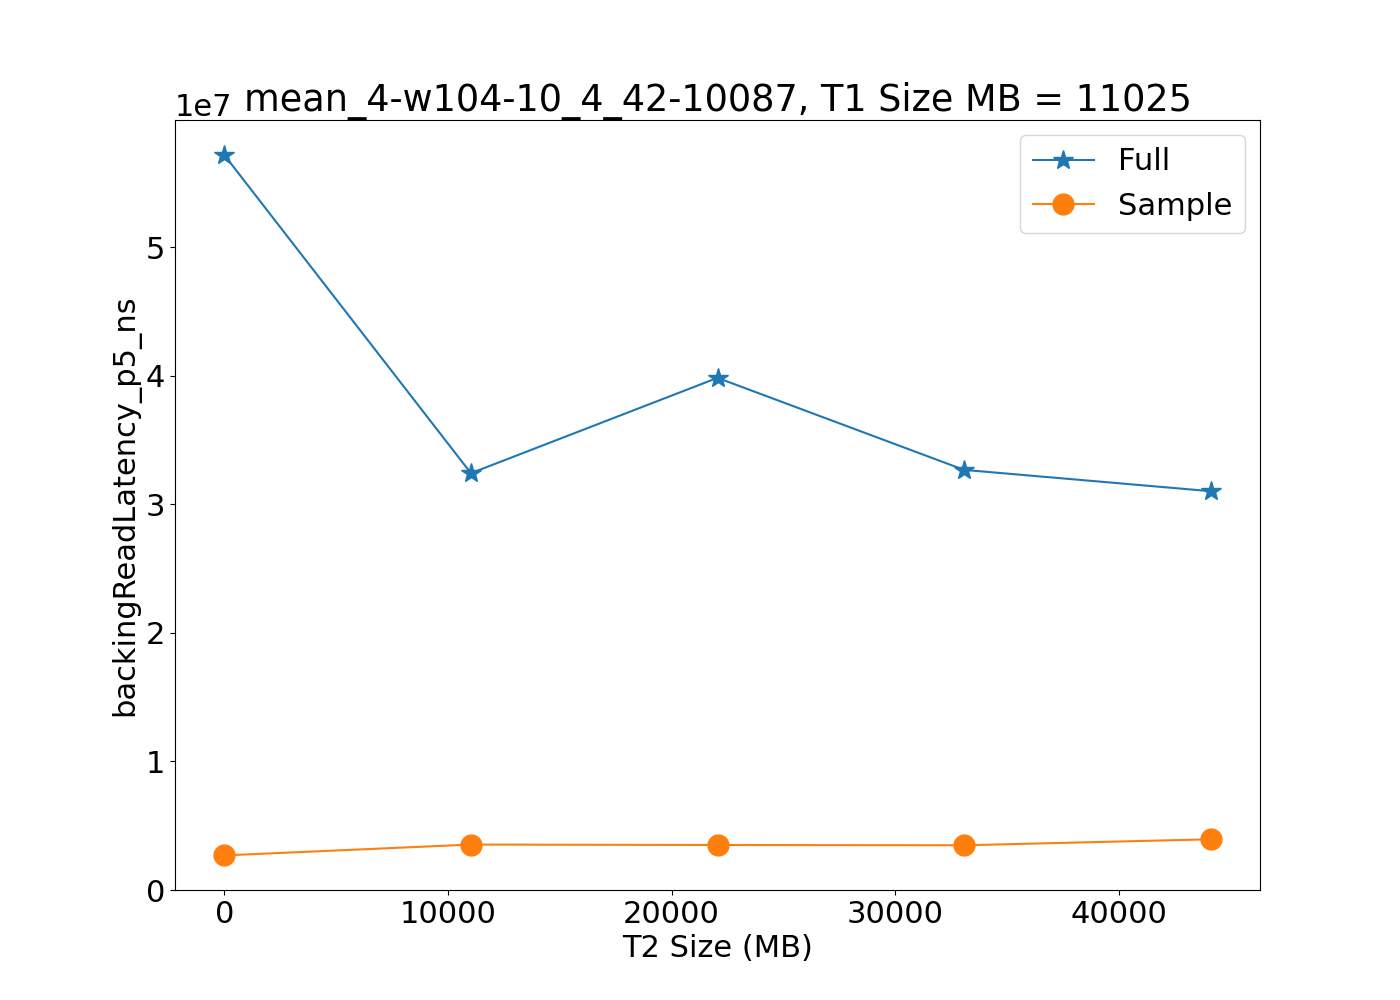 1e7
mean_4-w104-10_4_42-10087, T1 Size MB = 11025
Full
Sample
backingReadLatency_p5_ns
5
4
3
2
1
0
0 10000 20000 30000 40000
T2 Size (MB)